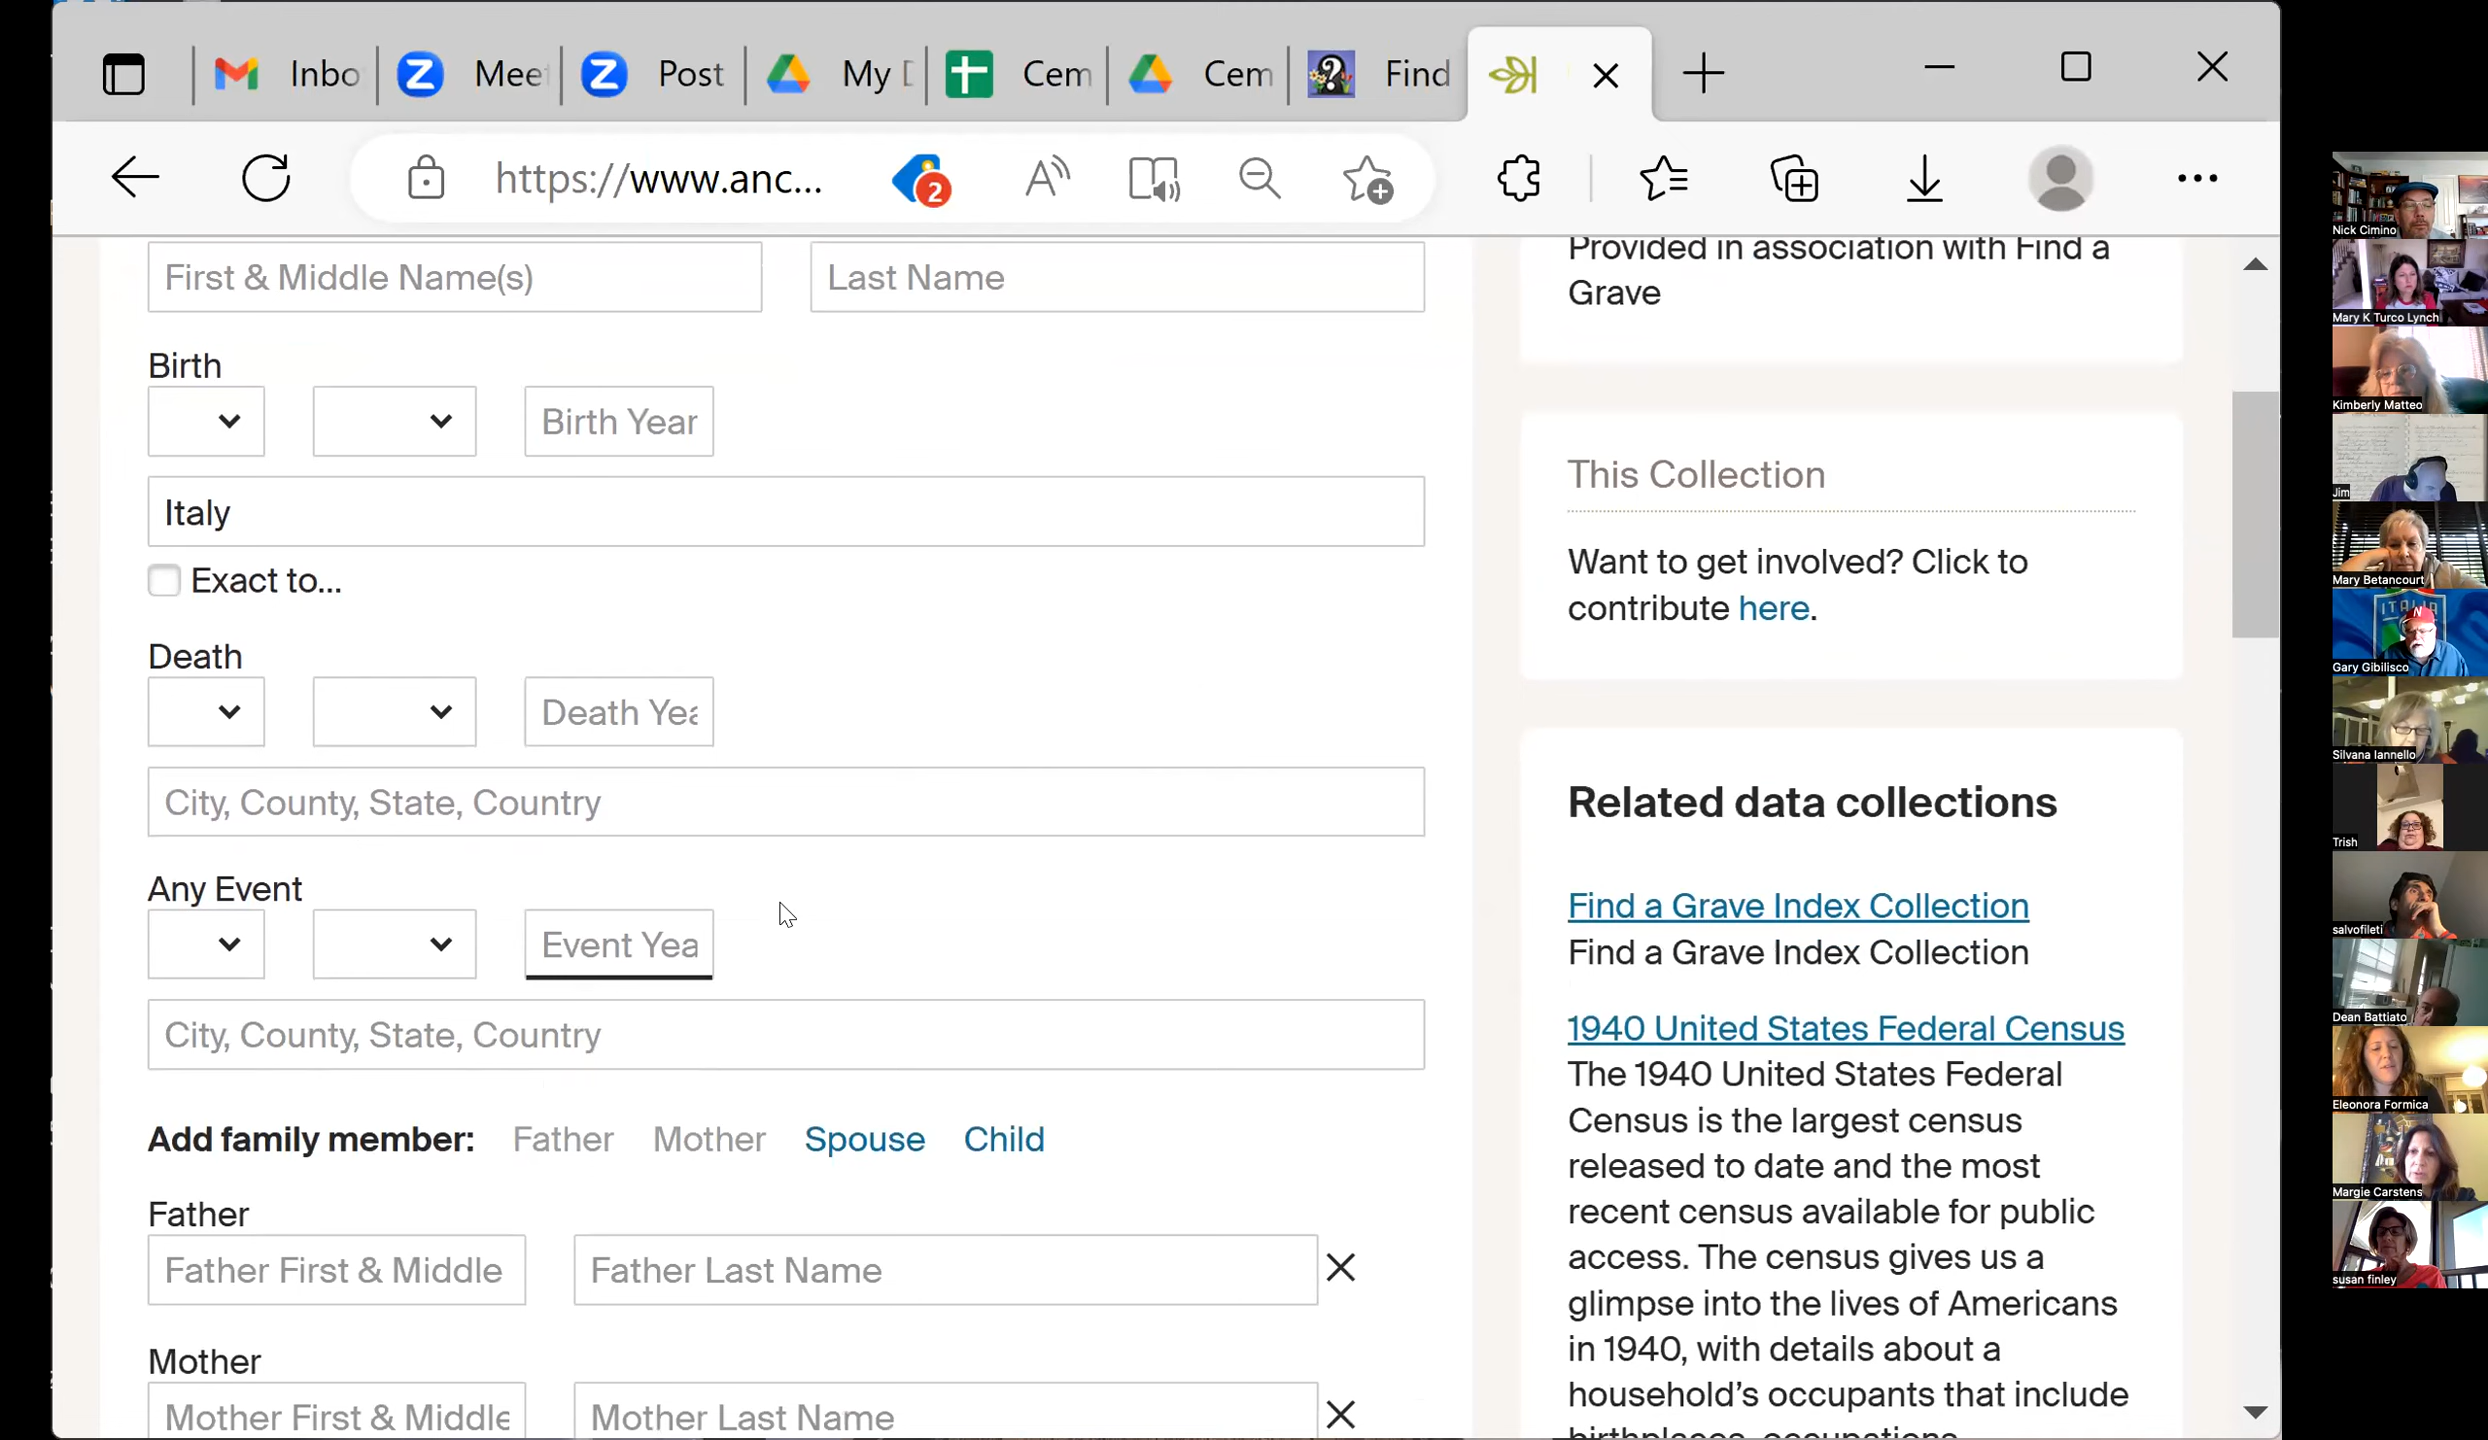 Inbo
Mee
Post
My
Cem
Cem
Find
https://www.anc...
2
First & Middle Name(s)
Last Name
Birth
Birth Year
Italy
Exact to...
Death
Death Yea
City, County, State, Country
Any Event
Event Yea
City, County, State, Country
Add family member: Father Mother Spouse Child
Father
Father First & Middle
Father Last Name
Mother
Mother First & Middle
Mother Last Name
Provided in association with Find a
Grave
This Collection
Want to get involved? Click to
contribute here.
Related data collections
Find a Grave Index Collection
Find a Grave Index Collection
1940 United States Federal Census
The 1940 United States Federal
Census is the largest census
released to date and the most
recent census available for public
access. The census gives us a
glimpse into the lives of Americans
in 1940, with details about a
household’s occupants that include
birthplaces, occupations,
Nick Cimino
Mary K Turco Lynch
Kimberly Matteo
Jim
Mary Betancourt
ITALIA
N
Gary Gibilisco
Silvana Iannello
Trish
salvofileti
Dean Battiato
Eleonora Formica
Margie Carstens
susan finley